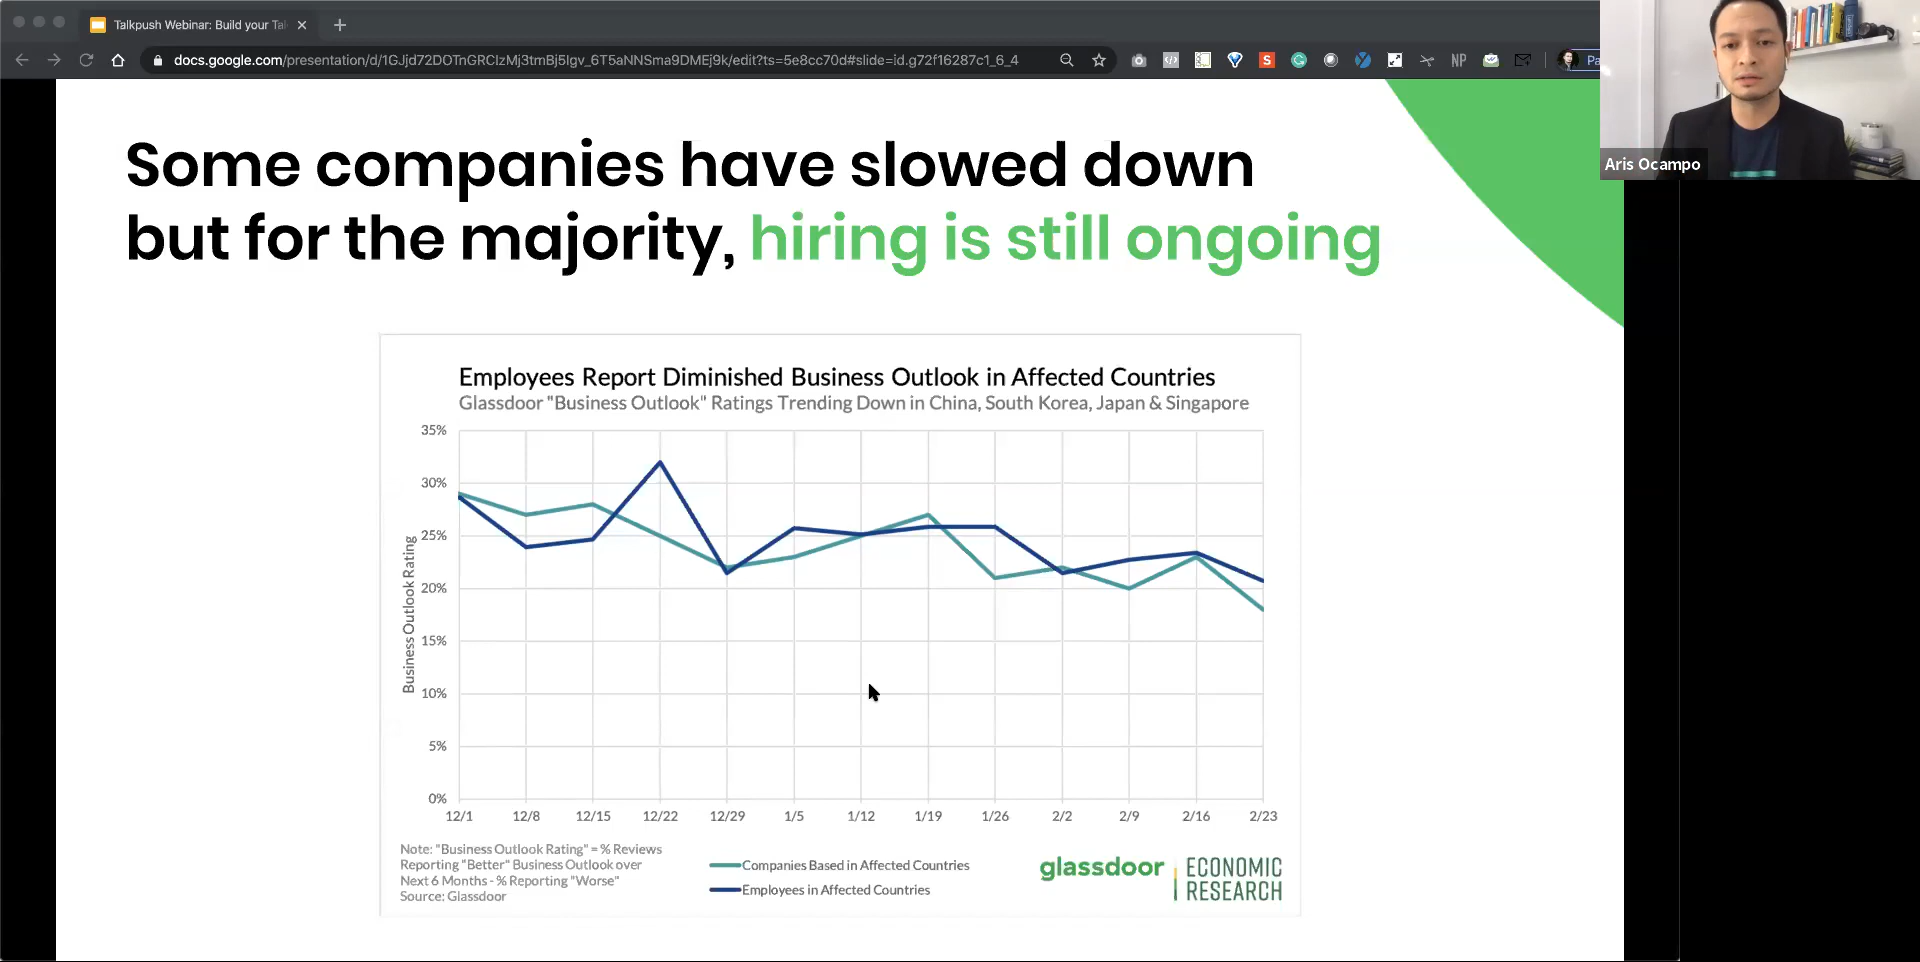 Talkpush Webinar: Build your Tal
docs.google.com/presentation/d/1GJjd72DOTnGRCIzMj3tmBj5Igv_6T5aNNSma9DMEj9k/edit?ts=5e8cc70d#slide=id.g72f16287c1_6_4
S
NP
Pa
Aris Ocampo
Some companies have slowed down
but for the majority, hiring is still ongoing
Employees Report Diminished Business Outlook in Affected Countries
Glassdoor "Business Outlook" Ratings Trending Down in China, South Korea, Japan & Singapore
Business Outlook Rating
35%
30%
25%
20%
15%
10%
5%
0%
12/1 12/8 12/15 12/22 12/29 1/5 1/12 1/19 1/26 2/2 2/9 2/16 2/23
Note: "Business Outlook Rating" = % Reviews
Reporting "Better" Business Outlook over
Next 6 Months - % Reporting "Worse"
Source: Glassdoor
Companies Based in Affected Countries
Employees in Affected Countries
glassdoor
ECONOMIC
RESEARCH